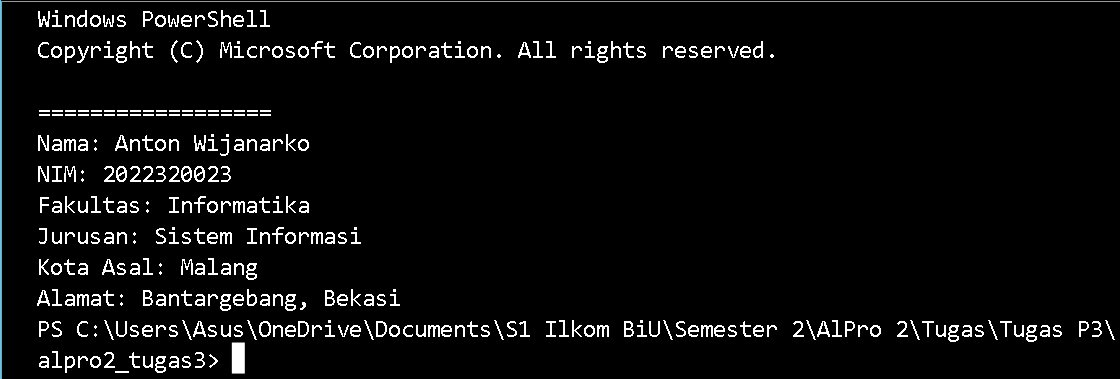 Windows PowerShell
Copyright (C) Microsoft Corporation. All rights reserved.
==================
Nama: Anton Wijanarko
NIM: 2022320023
Fakultas: Informatika
Jurusan: Sistem Informasi
Kota Asal: Malang
Alamat: Bantargebang, Bekasi
PS C:\Users\Asus\OneDrive\Documents\S1 Ilkom BiU\Semester 2\AlPro 2\Tugas\Tugas P3\
alpro2_tugas3>